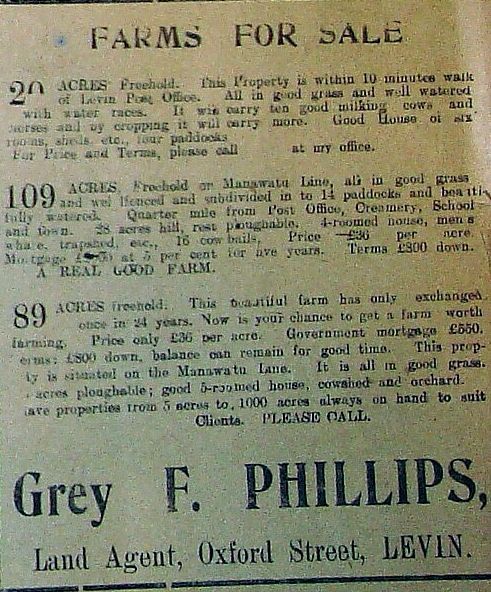 FARMS FOR SALE
20 ACRES Freehold. This Property is within 10 minutes walk
of Levin Post Office. All in good grass and well watered
with water races. It will carry ten good milking cows and
horses and by cropping it will carry more. Good House of six
rooms, sheds, etc., four paddocks
For Price and Terms, please call at my office.
109 ACRES, Freehold on Manawatu Line, all in good grass
and well fenced and subdivided in to 14 paddocks and beauti-
fully watered. Quarter mile from Post Office, Creamery, School
and town. 28 acres hill, rest ploughable. 4-roomed house, men's
trapshed, etc., 16 cow bails. Price £36 per acre.
Mortgage at 5 per cent for five years. Terms £800 down.
A REAL GOOD FARM.
89 ACRES freehold. This beautiful farm has only exchanged
once in 24 years. Now is your chance to get a farm worth
farming. Price only £36 per acre. Government mortgage £550.
erms: £800 down, balance can remain for good time. This prop-
ty is situated on the Manawatu Line. It is all in good grass.
acres ploughable; good 5-roomed house, cowshed and orchard.
ave properties from 5 acres to 1000 acres always on hand to suit
Clients. PLEASE CALL.
Grey F. PHILLIPS,
Land Agent, Oxford Street, LEVIN.